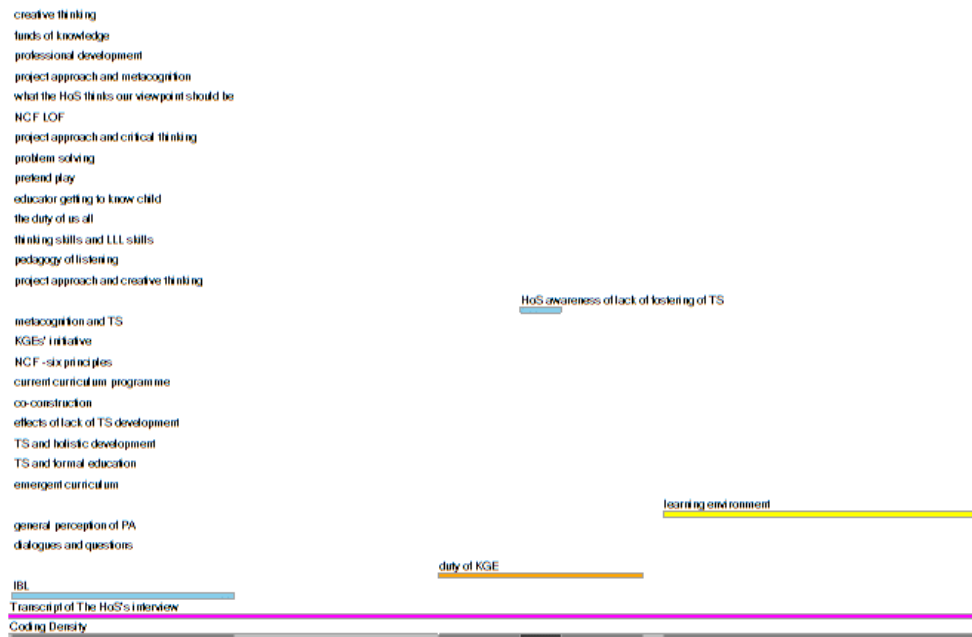 creative thinking
funds of knowledge
professional development
project approach and metacognition
what the HoS thinks our viewpoint should be
NCF LOF
project approach and critical thinking
problem solving
pretend play
educator getting to know child
the duty of us all
thinking skills and LLL skills
pedagogy of listening
project approach and creative thinking
HoS awareness of lack of fostering of TS
metacognition and TS
KGEs' initiative
NCF -six principles
current curriculum programme
co-construction
effects of lack of TS development
TS and holistic development
TS and formal education
emergent curriculum
learning environment
general perception of PA
dialogues and questions
duty of KGE
IBL
Transcript of The HoS's interview
Coding Density